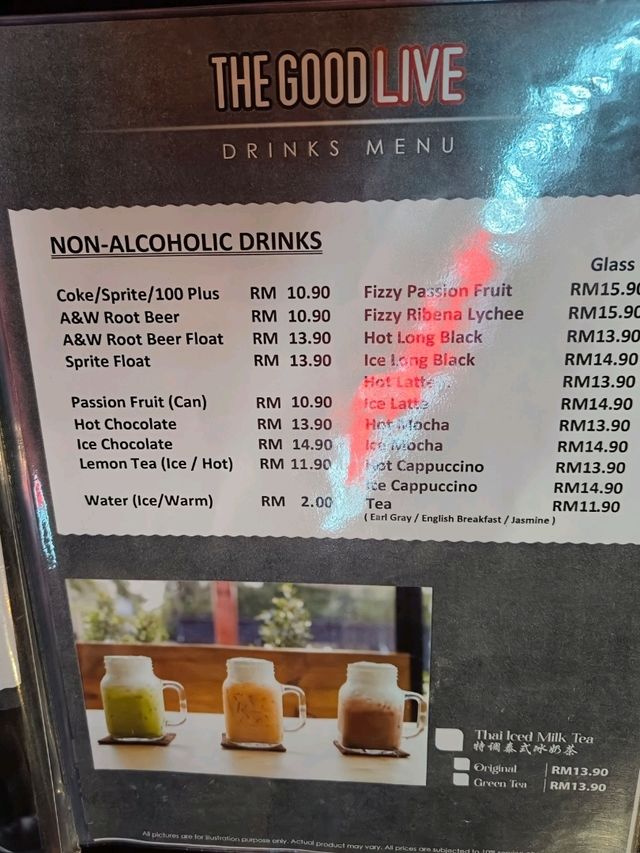 THE GOOD LIVE
DRINKS MENU
NON-ALCOHOLIC DRINKS
Coke/Sprite/100 Plus RM 10.90
A&W Root Beer RM 10.90
A&W Root Beer Float RM 13.90
Sprite Float RM 13.90
Passion Fruit (Can) RM 10.90
Hot Chocolate RM 13.90
Ice Chocolate RM 14.90
Lemon Tea (Ice / Hot) RM 11.90
Water (Ice/Warm) RM 2.00
Glass
Fizzy Passion Fruit RM15.90
Fizzy Ribena Lychee RM15.90
Hot Long Black RM13.90
Ice Long Black RM14.90
Hot Latte RM13.90
Ice Latte RM14.90
Hot Mocha RM13.90
Ice Mocha RM14.90
Hot Cappuccino RM13.90
Ice Cappuccino RM14.90
Tea RM11.90
( Earl Gray / English Breakfast / Jasmine )
Thai Iced Milk Tea
特调泰式冰奶茶
Original RM13.90
Green Tea RM13.90
All pictures are for illustration purpose only. Actual product may vary. All prices are subjected to 10%